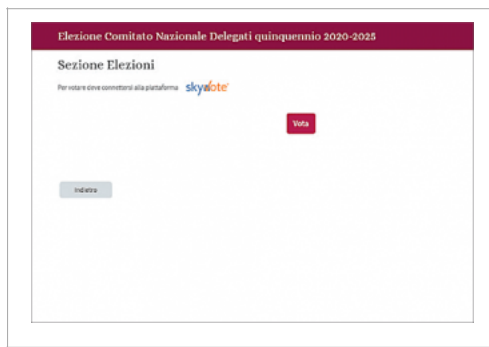 Elezione Comitato Nazionale Delegati quinquennio 2020-2025
Sezione Elezioni
Per votare deve connettersi alla piattaforma skyvote
Vota
Indietro